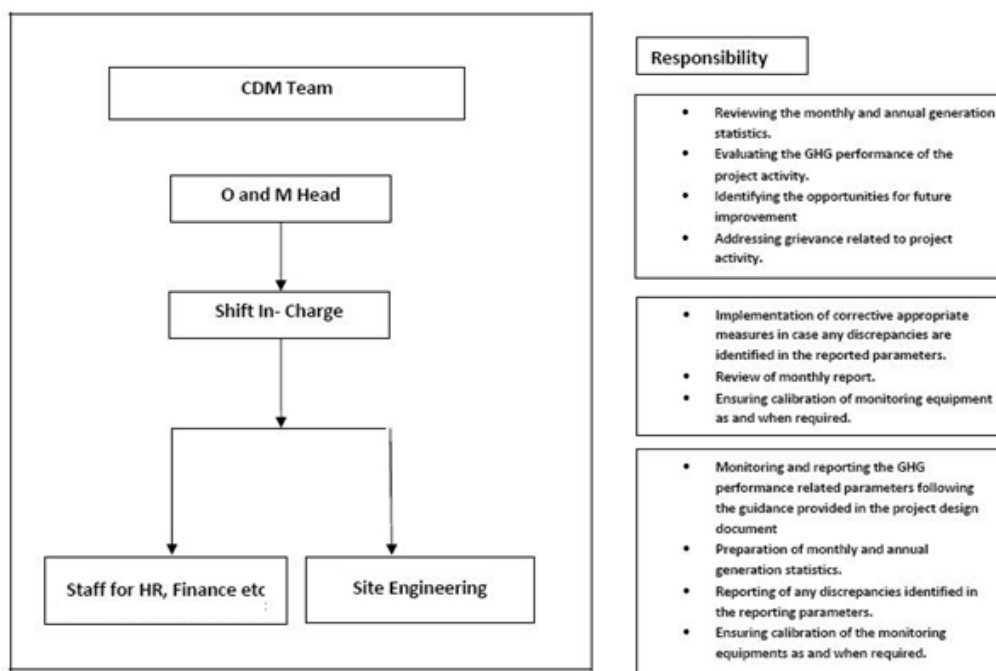 CDM Team
O and M Head
Shift In- Charge
Staff for HR, Finance etc
:
Site Engineering
Responsibility
• Reviewing the monthly and annual generation
statistics.
• Evaluating the GHG performance of the
project activity.
• Identifying the opportunities for future
improvement
• Addressing grievance related to project
activity.
• Implementation of corrective appropriate
measures in case any discrepancies are
identified in the reported parameters.
• Review of monthly report.
• Ensuring calibration of monitoring equipment
as and when required.
• Monitoring and reporting the GHG
performance related parameters following
the guidance provided in the project design
document
• Preparation of monthly and annual
generation statistics.
• Reporting of any discrepancies identified in
the reporting parameters.
• Ensuring calibration of the monitoring
equipments as and when required.